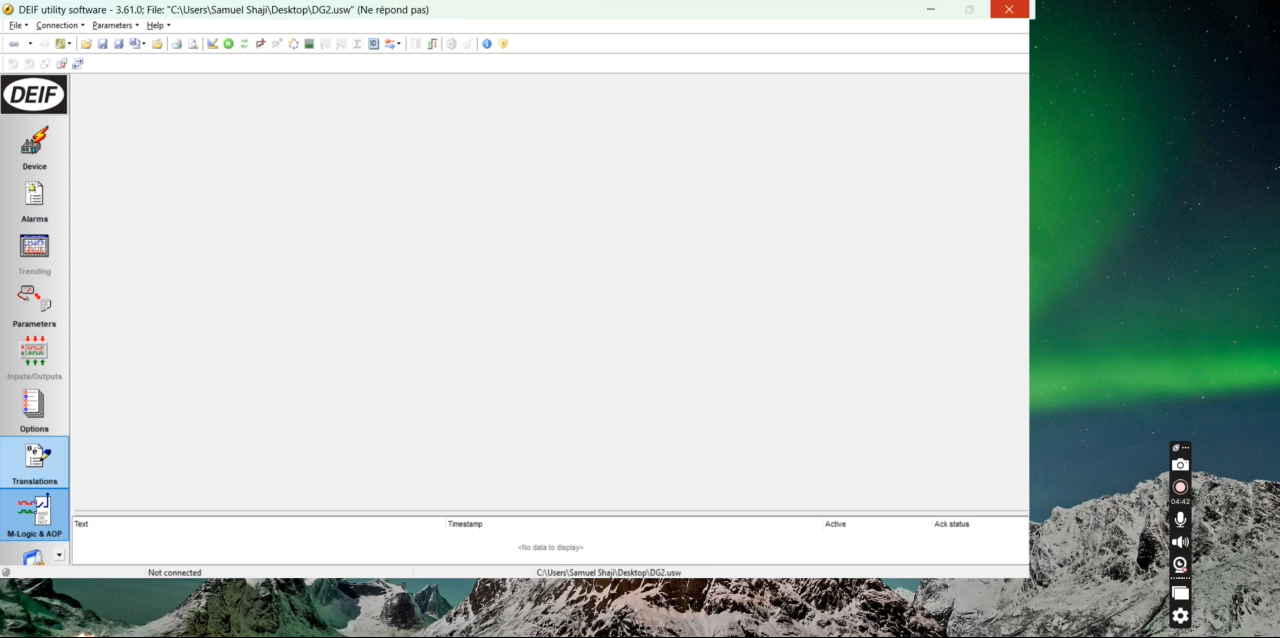 DEIF utility software - 3.61.0; File: "C:\Users\Samuel Shaji\Desktop\DG2.usw" (Ne répond pas)
File Connection Parameters Help
DEIF
Device
Alarms
Trending
Parameters
Inputs/Outputs
Options
Translations
M-Logic & AOP
Text Timestamp Active Ack status
<No data to display>
Not connected C:\Users\Samuel Shaji\Desktop\DG2.usw
04:42